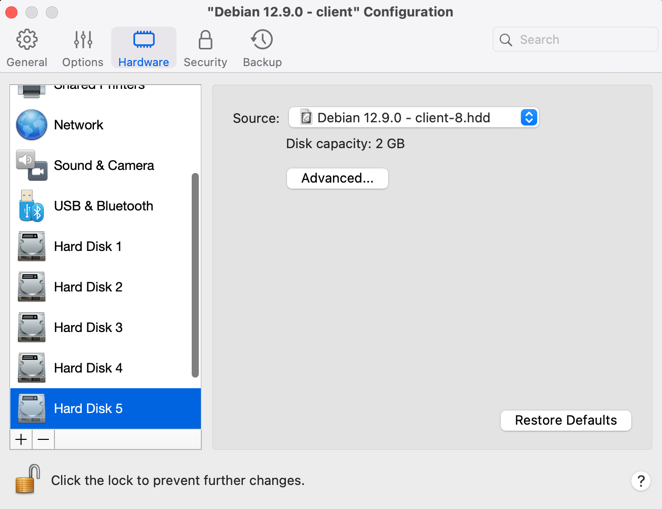 "Debian 12.9.0 - client" Configuration
General Options Hardware Security Backup
Search
Shared Printers
Network
Sound & Camera
USB & Bluetooth
Hard Disk 1
Hard Disk 2
Hard Disk 3
Hard Disk 4
Hard Disk 5
+ −
Source: Debian 12.9.0 - client-8.hdd
Disk capacity: 2 GB
Advanced...
Restore Defaults
Click the lock to prevent further changes.
?